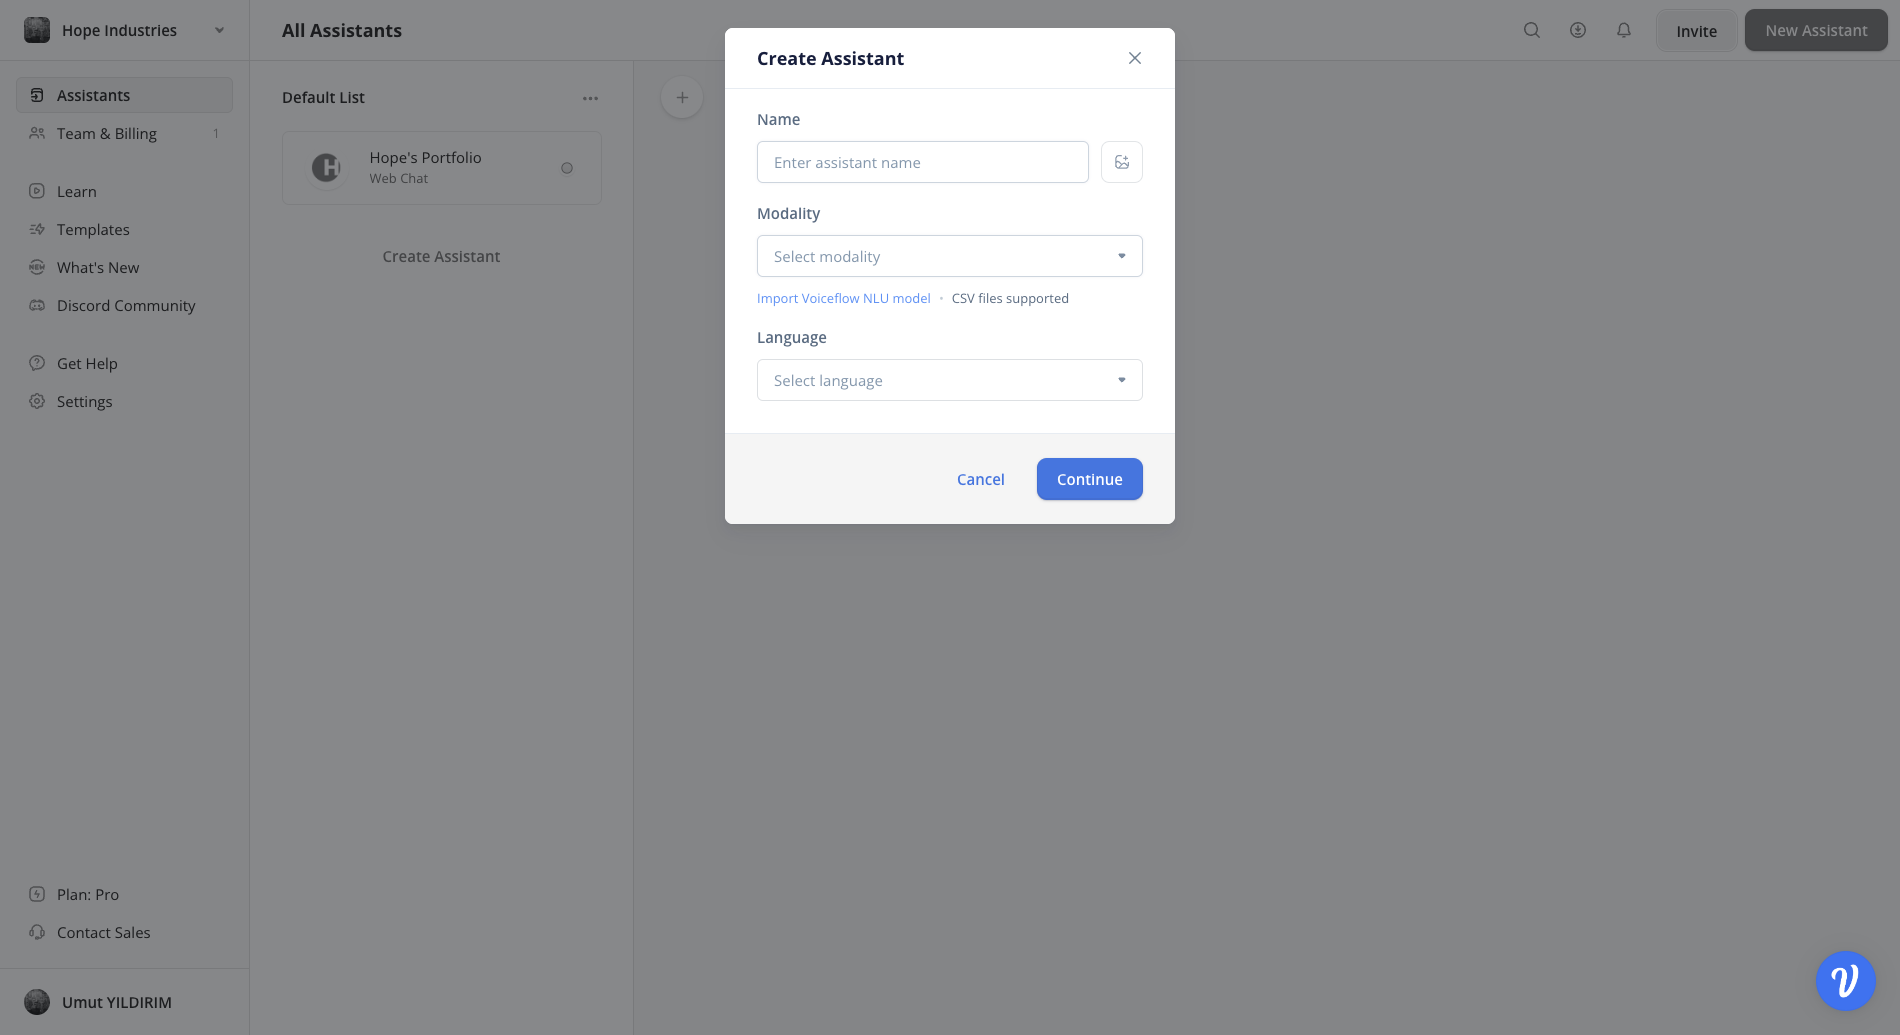 Hope Industries
All Assistants
Invite
New Assistant
Assistants
Team & Billing 1
Learn
Templates
NEW What's New
Discord Community
Get Help
Settings
Plan: Pro
Contact Sales
Umut YILDIRIM
Default List
H
Hope's Portfolio
Web Chat
Create Assistant
Create Assistant
Name
Enter assistant name
Modality
Select modality
Import Voiceflow NLU model • CSV files supported
Language
Select language
Cancel
Continue
V